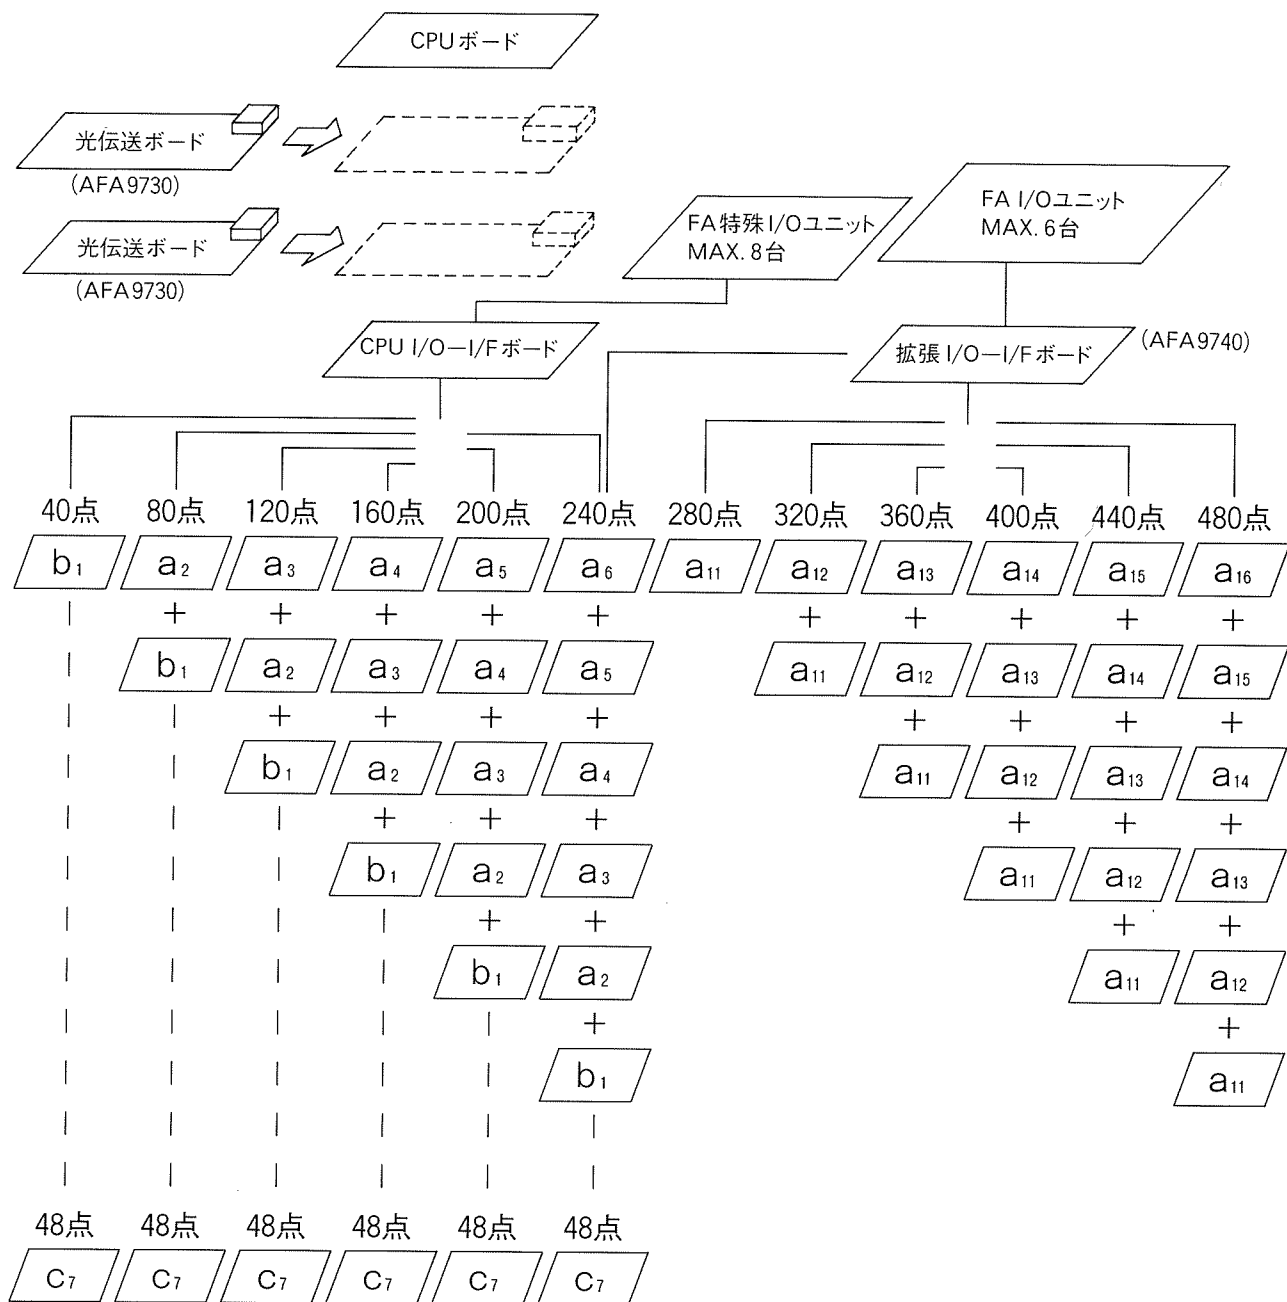 CPUボード
光伝送ボード
(AFA9730)
光伝送ボード
(AFA9730)
FA特殊I/Oユニット
MAX. 8台
FA I/Oユニット
MAX. 6台
CPU I/O—I/Fボード
拡張I/O—I/Fボード
(AFA9740)
40点 80点 120点 160点 200点 240点 280点 320点 360点 400点 440点 480点
b1 a2 a3 a4 a5 a6 a11 a12 a13 a14 a15 a16
+ + + + + + + + + +
b1 a2 a3 a4 a5 a11 a12 a13 a14 a15
+ + + + + + + +
b1 a2 a3 a4 a11 a12 a13 a14
+ + + + + +
b1 a2 a3 a11 a12 a13
+ + + +
b1 a2 a11 a12
+ +
b1 a11
48点 48点 48点 48点 48点 48点
C7 C7 C7 C7 C7 C7